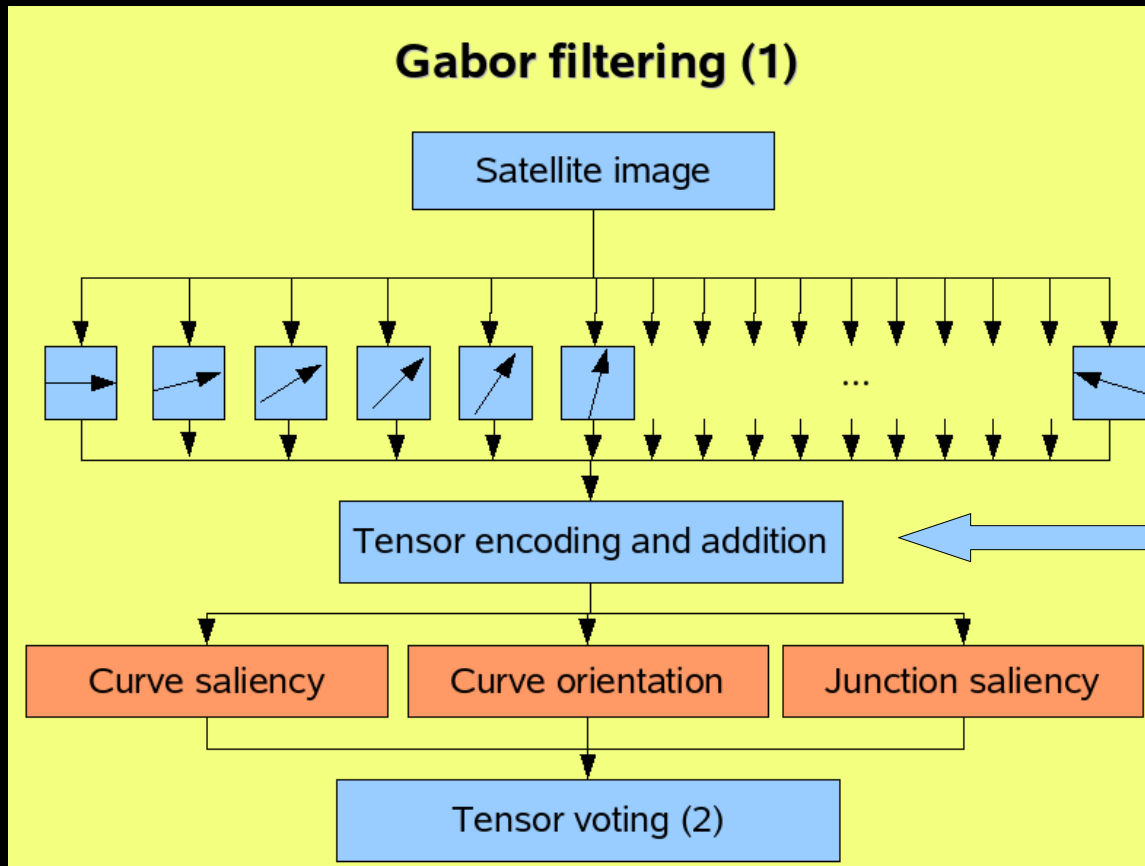 Gabor filtering (1)
Satellite image
...
Tensor encoding and addition
Curve saliency
Curve orientation
Junction saliency
Tensor voting (2)